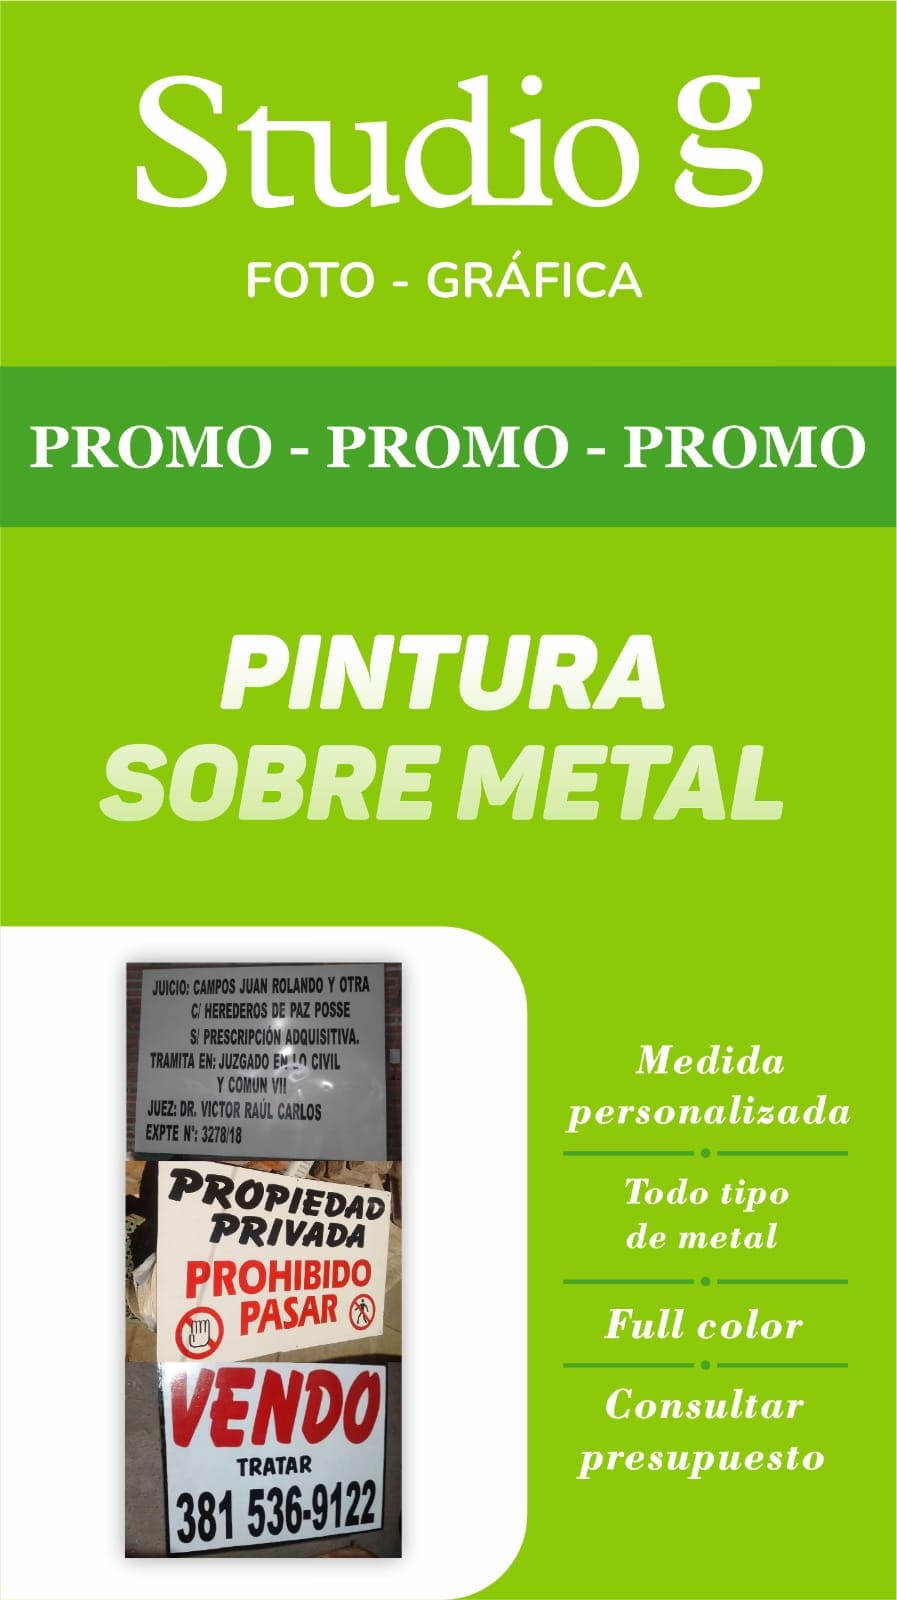 Studio g
FOTO - GRÁFICA
PROMO - PROMO - PROMO
PINTURA
SOBRE METAL
JUICIO: CAMPOS JUAN ROLANDO Y OTRA
C/ HEREDEROS DE PAZ POSSE
S/ PRESCRIPCIÓN ADQUISITIVA.
TRAMITA EN: JUZGADO EN LO CIVIL
Y COMUN VII
JUEZ: DR. VICTOR RAÚL CARLOS
EXPTE N°: 3278/18
PROPIEDAD
PRIVADA
PROHIBIDO
PASAR
VENDO
TRATAR
381 536-9122
Medida
personalizada
Todo tipo
de metal
Full color
Consultar
presupuesto